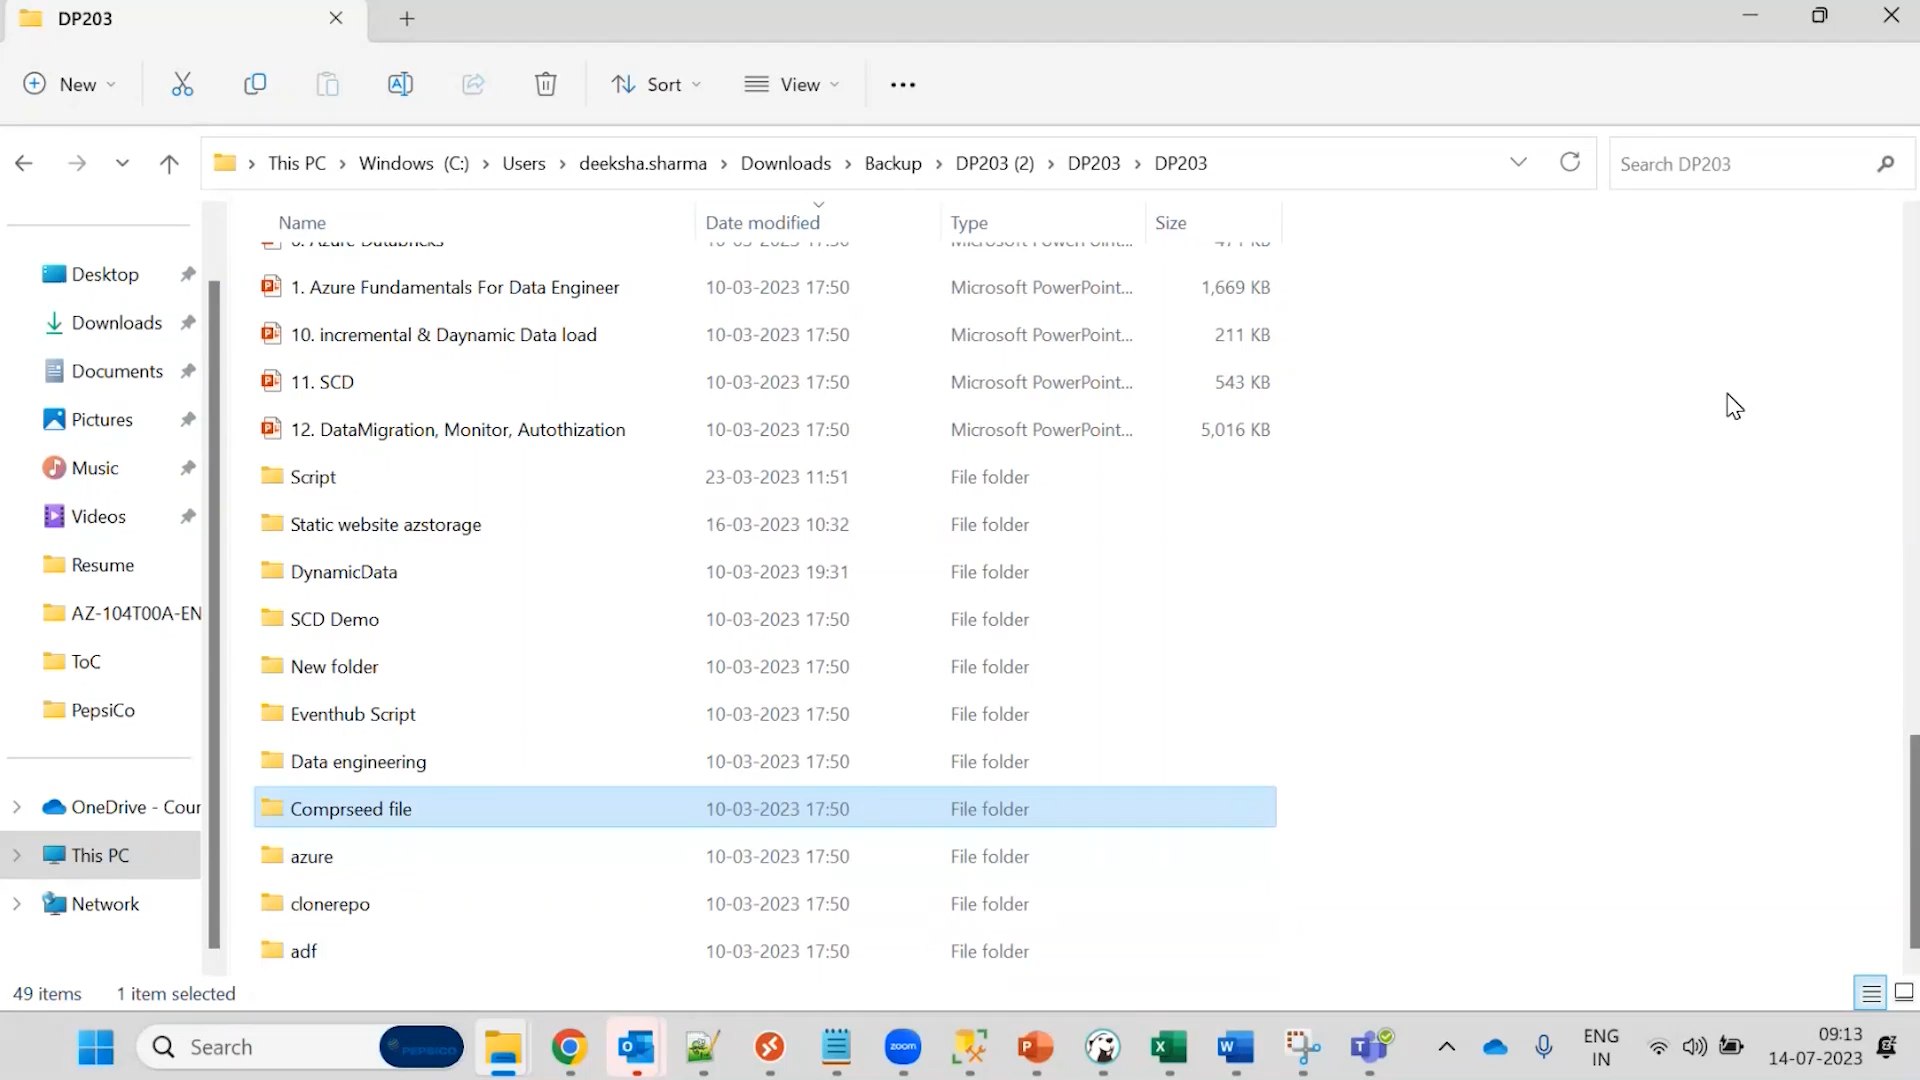 DP203
New
Sort
View
This PC > Windows (C:) > Users > deeksha.sharma > Downloads > Backup > DP203 (2) > DP203 > DP203
Search DP203
Name Date modified Type Size
1. Azure Fundamentals For Data Engineer 10-03-2023 17:50 Microsoft PowerPoint... 1,669 KB
10. incremental & Daynamic Data load 10-03-2023 17:50 Microsoft PowerPoint... 211 KB
11. SCD 10-03-2023 17:50 Microsoft PowerPoint... 543 KB
12. DataMigration, Monitor, Autothization 10-03-2023 17:50 Microsoft PowerPoint... 5,016 KB
Script 23-03-2023 11:51 File folder
Static website azstorage 16-03-2023 10:32 File folder
DynamicData 10-03-2023 19:31 File folder
SCD Demo 10-03-2023 17:50 File folder
New folder 10-03-2023 17:50 File folder
Eventhub Script 10-03-2023 17:50 File folder
Data engineering 10-03-2023 17:50 File folder
Comprseed file 10-03-2023 17:50 File folder
azure 10-03-2023 17:50 File folder
clonerepo 10-03-2023 17:50 File folder
adf 10-03-2023 17:50 File folder
Desktop
Downloads
Documents
Pictures
Music
Videos
Resume
AZ-104T00A-EN
ToC
PepsiCo
OneDrive - Cour
This PC
Network
49 items 1 item selected
Search
PEPSICO
zoom
ENG
IN
09:13
14-07-2023